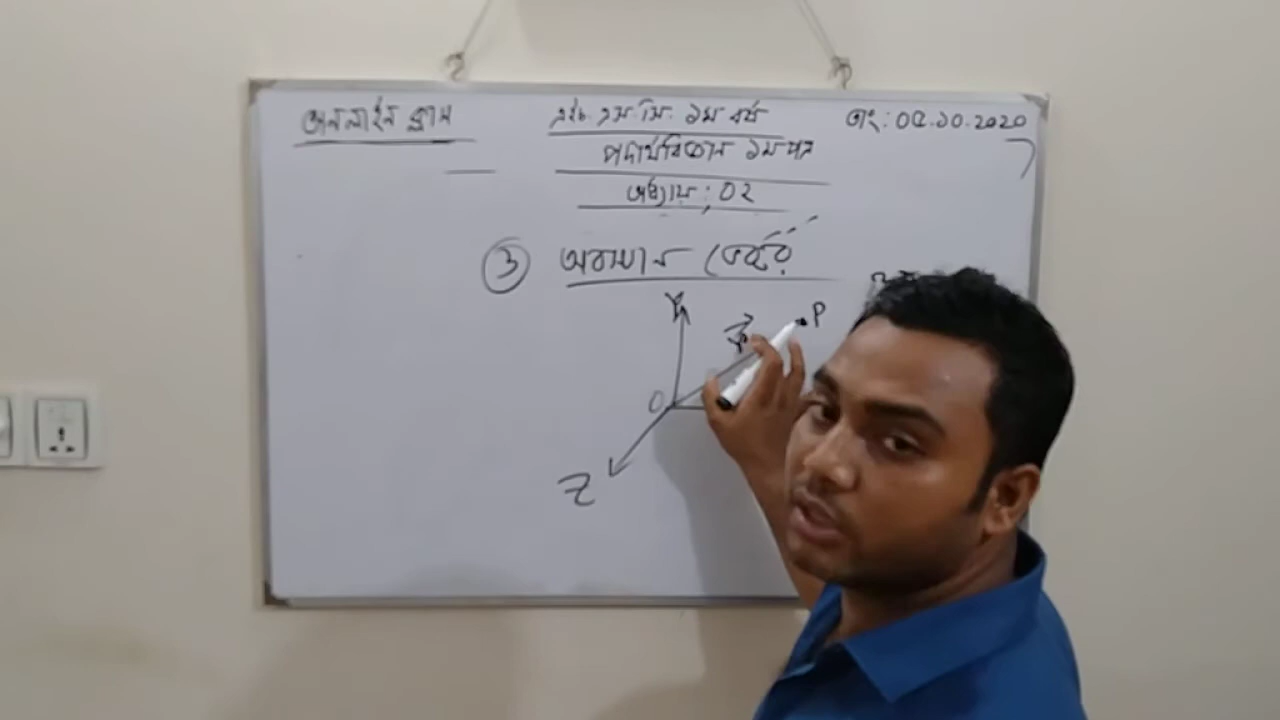 অনলাইন ক্লাস
এইচ.এস.সি. ১ম বর্ষ
তাং: ০৫.১০.২০২০
পদার্থবিজ্ঞান ১ম পত্র
অধ্যায় : ০২
৩ অবস্থান ভেক্টর
Y
r P
O
Z